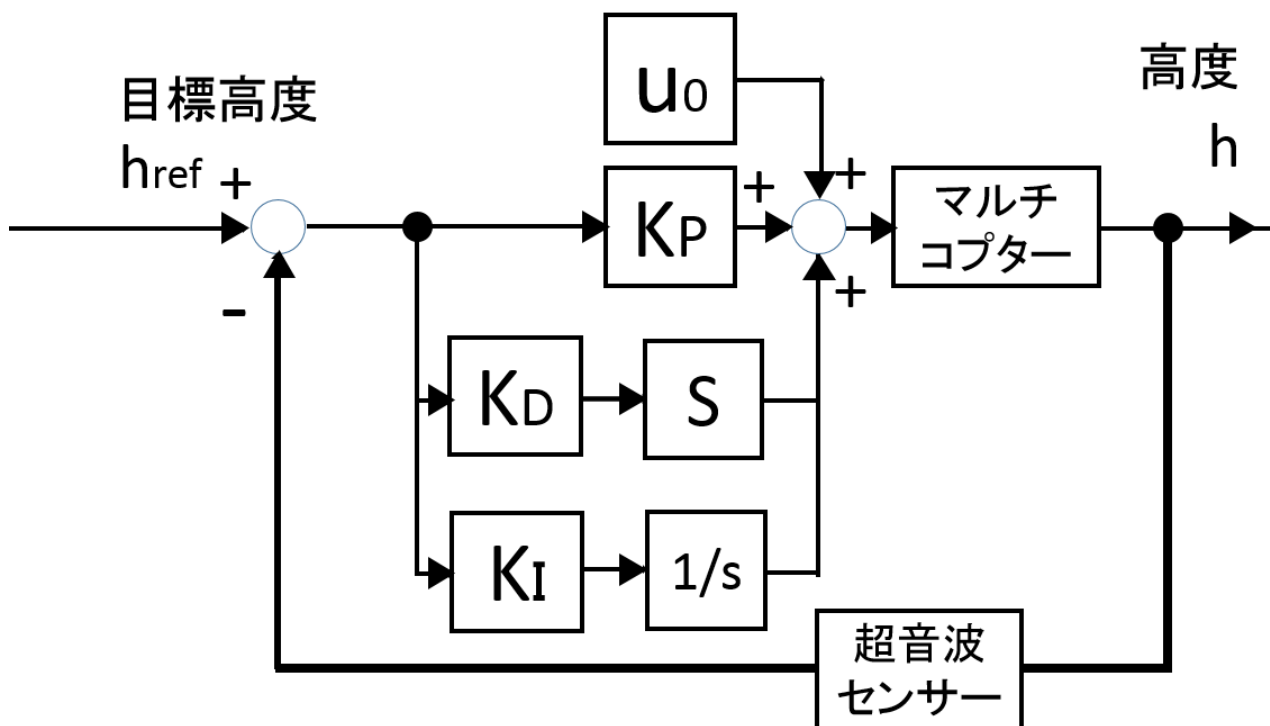 目標高度
href
+
-
u0
+
KP
+
+
マルチ
コプター
高度
h
KD
S
KI
1/s
超音波
センサー